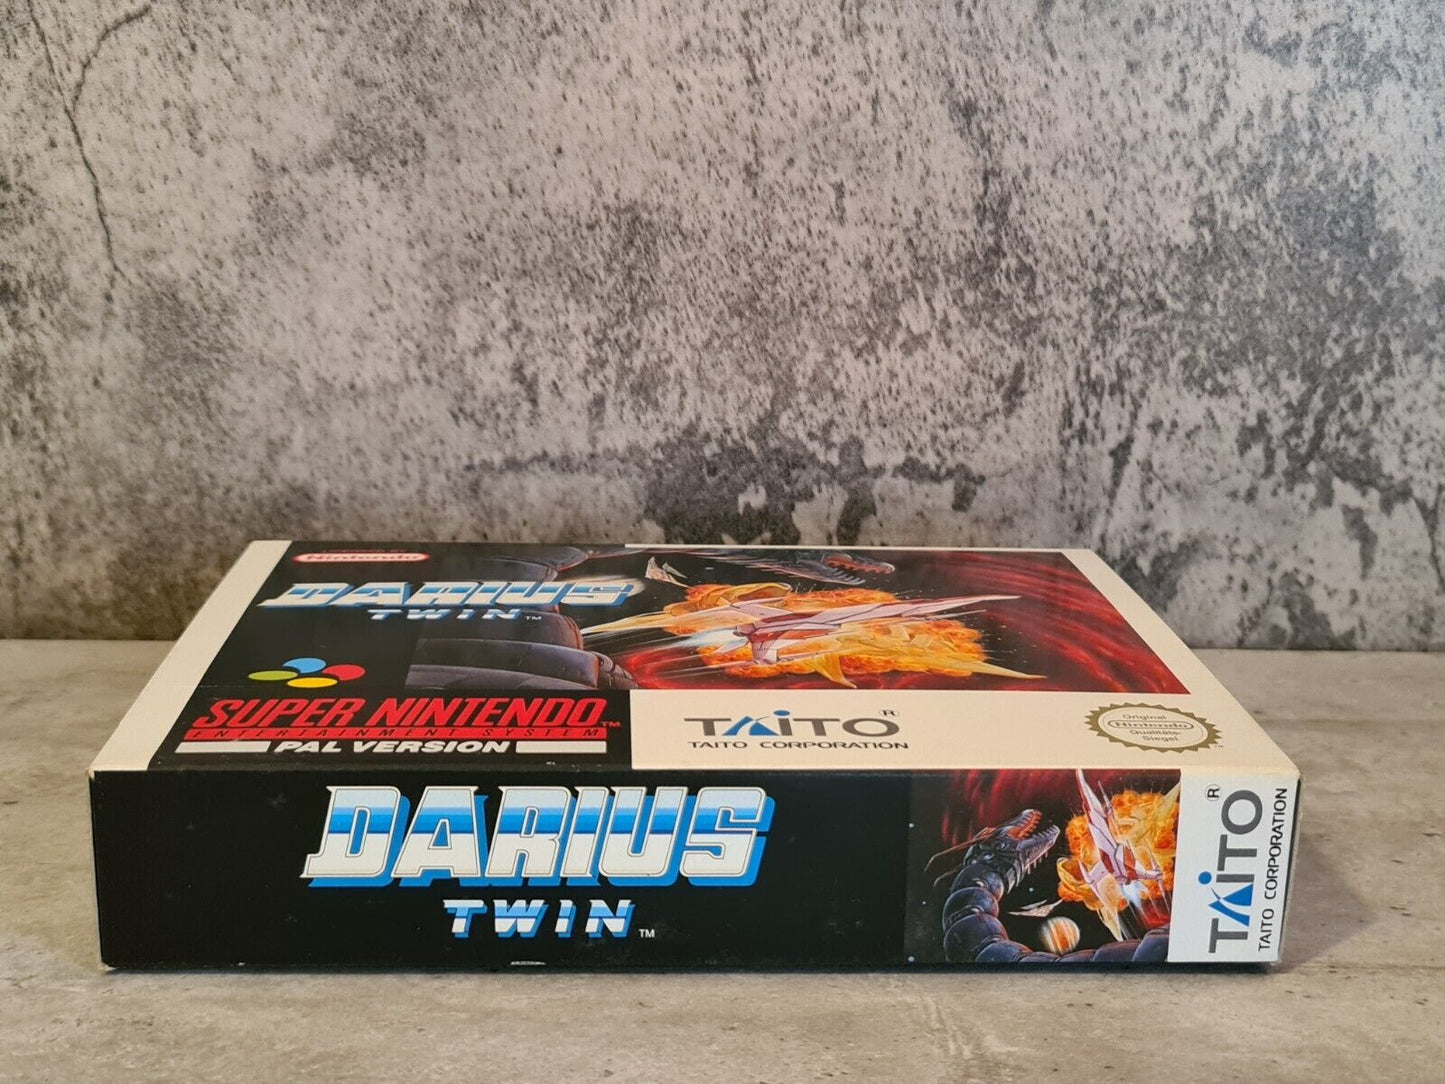 Nintendo
DARIUS
TWIN™
SUPER NINTENDO™
ENTERTAINMENT SYSTEM
PAL VERSION
TAITO®
TAITO CORPORATION
Original
Nintendo
Qualitäts-
Siegel
DARIUS
TWIN™
TAITO®
TAITO CORPORATION